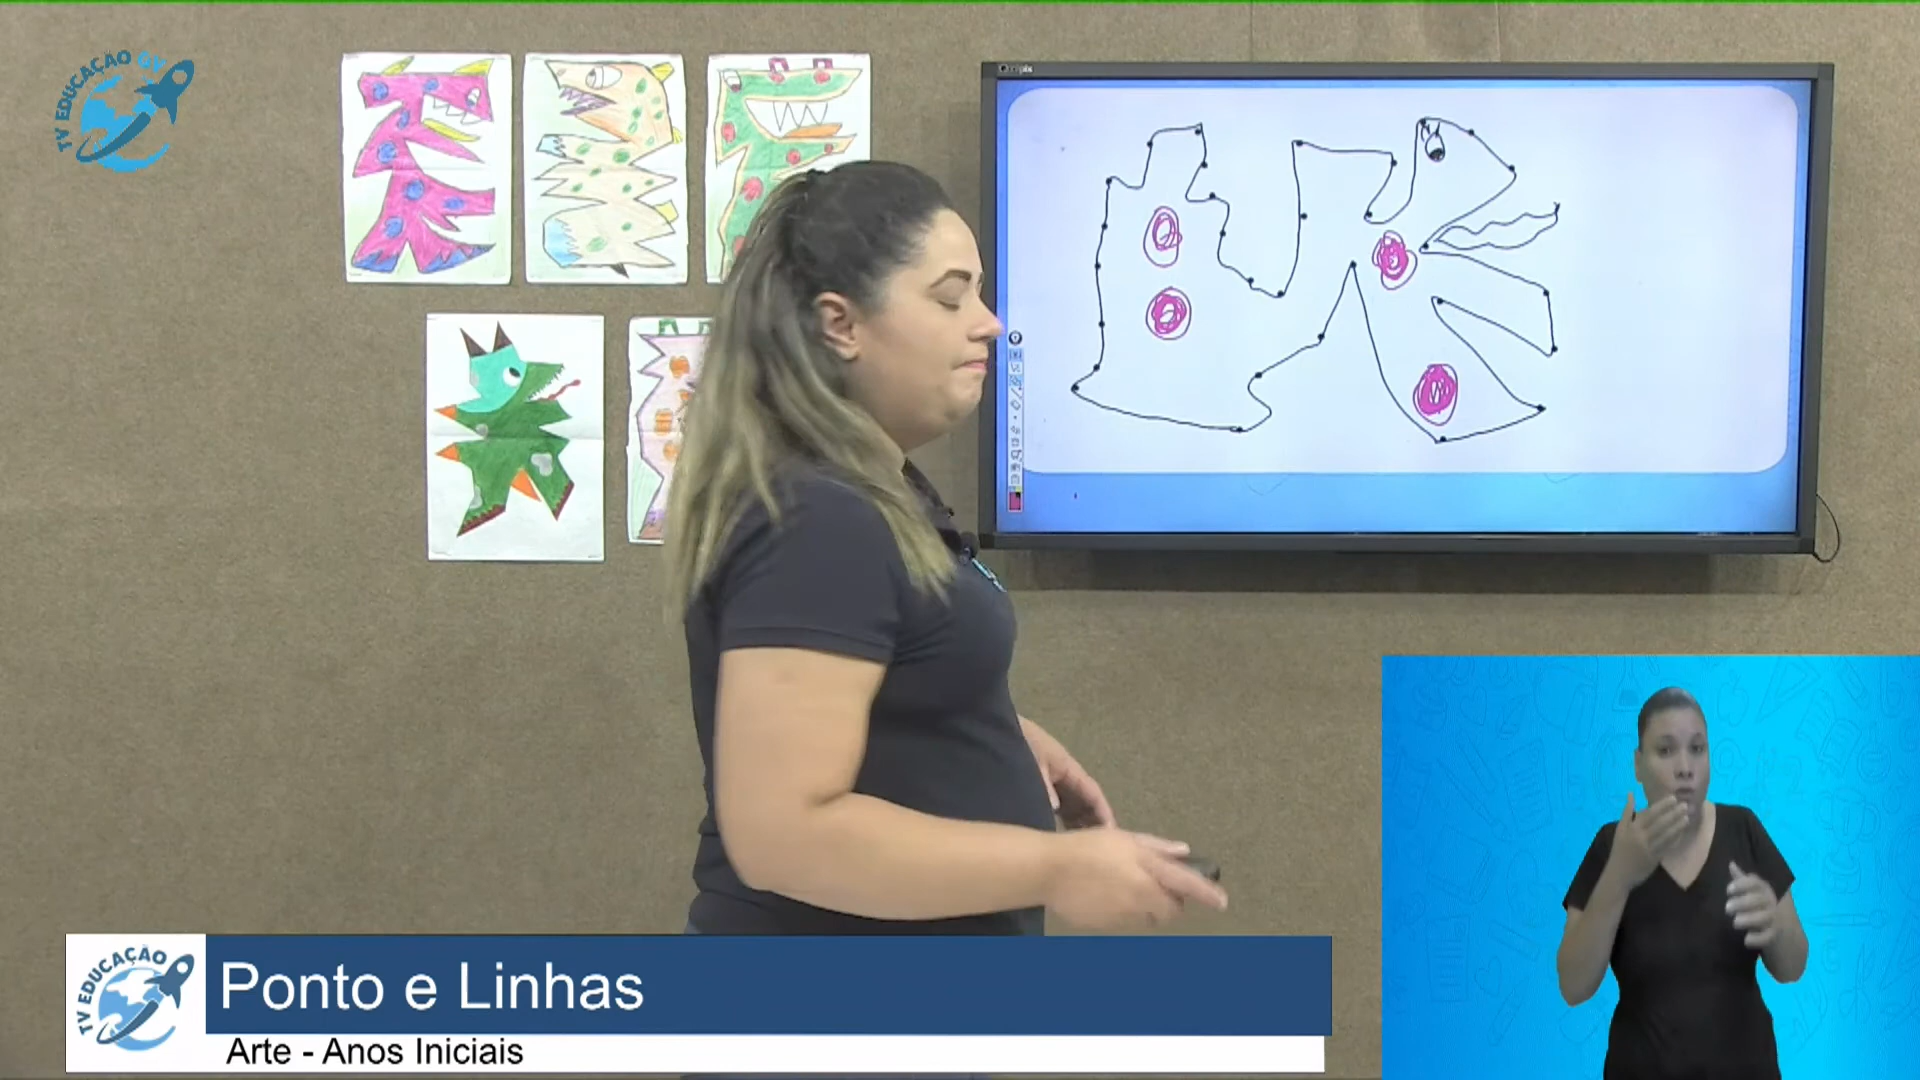 TV EDUCAÇÃO GV
TV EDUCAÇÃO
Ponto e Linhas
Arte - Anos Iniciais